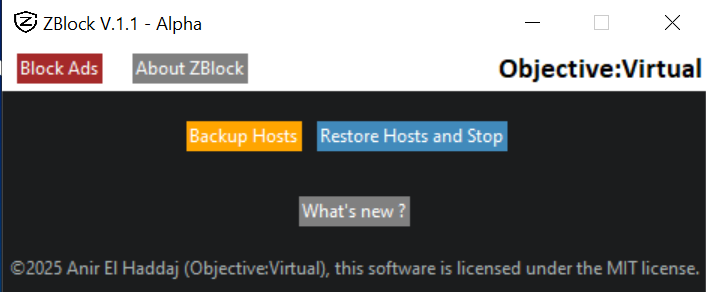 ZBlock V.1.1 - Alpha
Block Ads About ZBlock Objective:Virtual
Backup Hosts Restore Hosts and Stop
What's new ?
©2025 Anir El Haddaj (Objective:Virtual), this software is licensed under the MIT license.